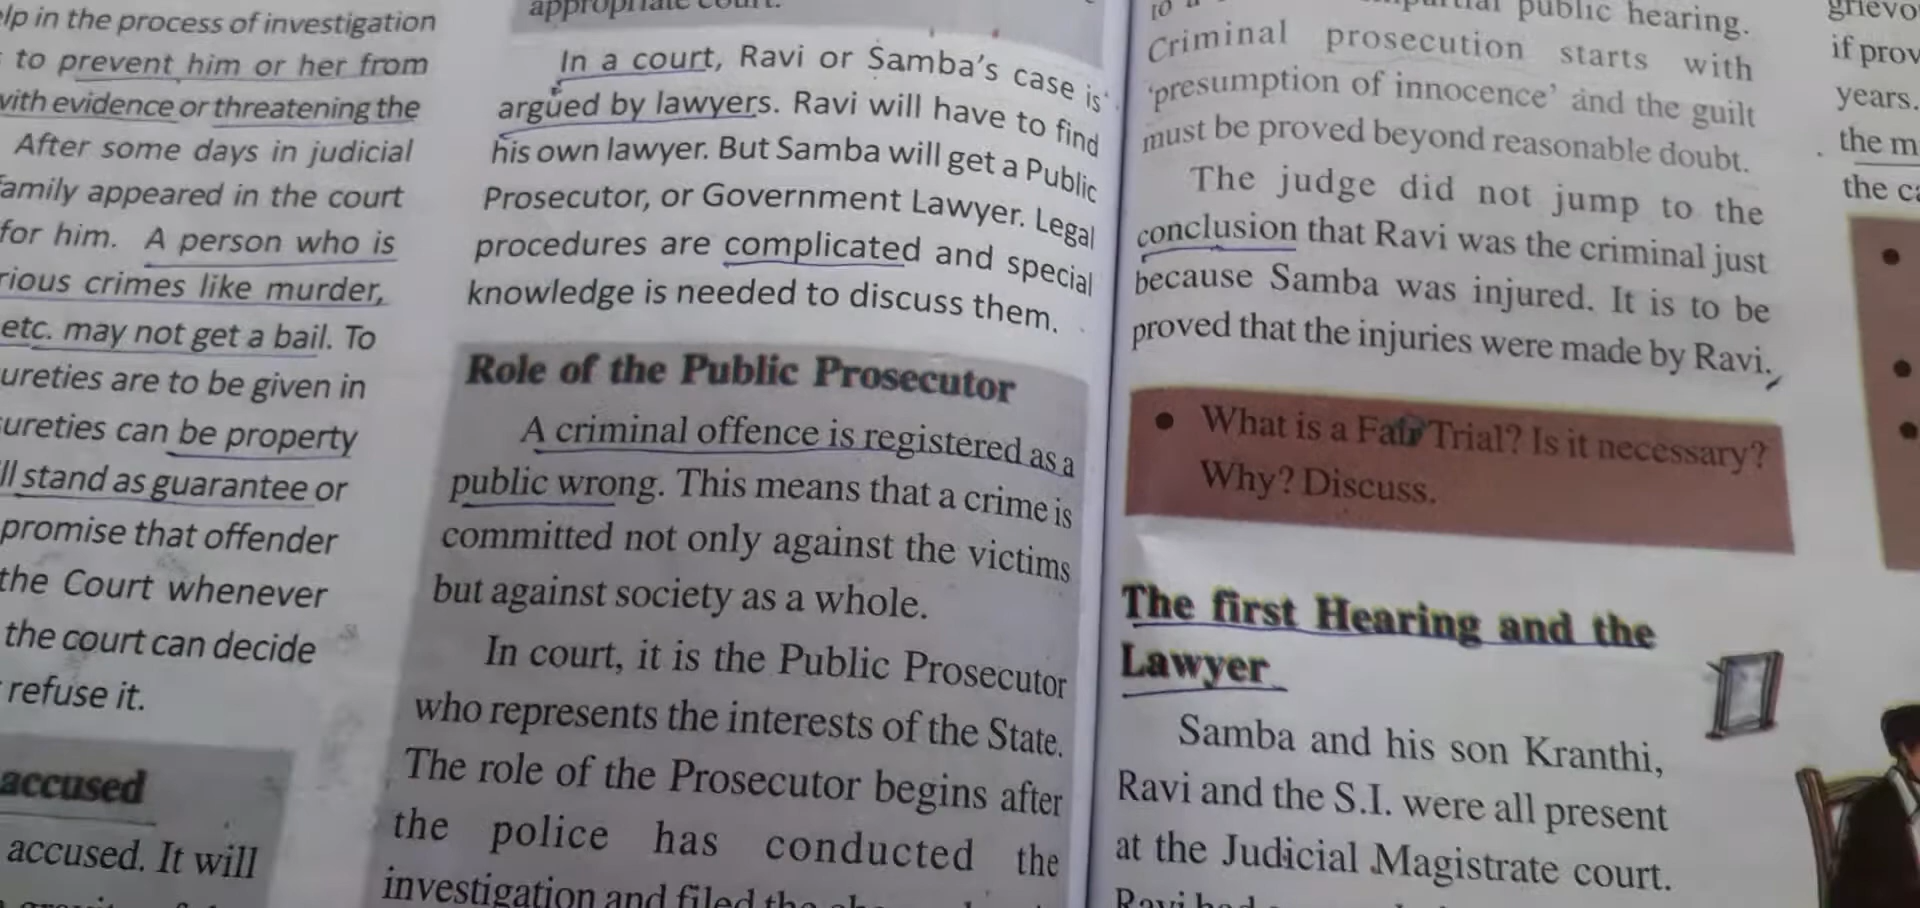 lp in the process of investigation
to prevent him or her from
with evidence or threatening the
After some days in judicial
family appeared in the court
for him. A person who is
rious crimes like murder,
etc. may not get a bail. To
ureties are to be given in
ureties can be property
ll stand as guarantee or
promise that offender
the Court whenever
the court can decide
refuse it.
accused
accused. It will
appropriate court.
In a court, Ravi or Samba's case is
argued by lawyers. Ravi will have to find
his own lawyer. But Samba will get a Public
Prosecutor, or Government Lawyer. Legal
procedures are complicated and special
knowledge is needed to discuss them.
Role of the Public Prosecutor
A criminal offence is registered as a
public wrong. This means that a crime is
committed not only against the victims
but against society as a whole.
In court, it is the Public Prosecutor
who represents the interests of the State.
The role of the Prosecutor begins after
the police has conducted the
investigation and filed the
public hearing.
Criminal prosecution starts with
'presumption of innocence' and the guilt
must be proved beyond reasonable doubt.
The judge did not jump to the
conclusion that Ravi was the criminal just
because Samba was injured. It is to be
proved that the injuries were made by Ravi.
• What is a Fair Trial? Is it necessary?
Why? Discuss.
The first Hearing and the
Lawyer
Samba and his son Kranthi,
Ravi and the S.I. were all present
at the Judicial Magistrate court.
Ravi had
grievo
if prov
years.
the m
the ca